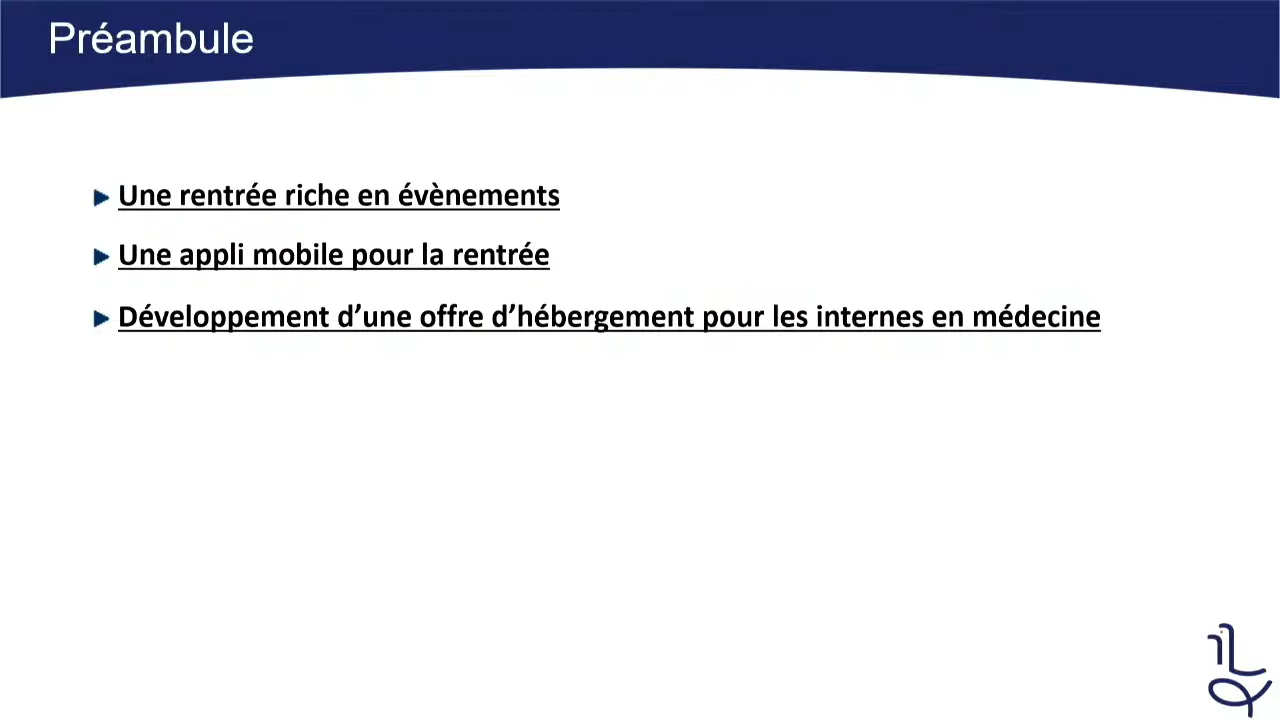 Préambule
Une rentrée riche en évènements
Une appli mobile pour la rentrée
Développement d’une offre d’hébergement pour les internes en médecine